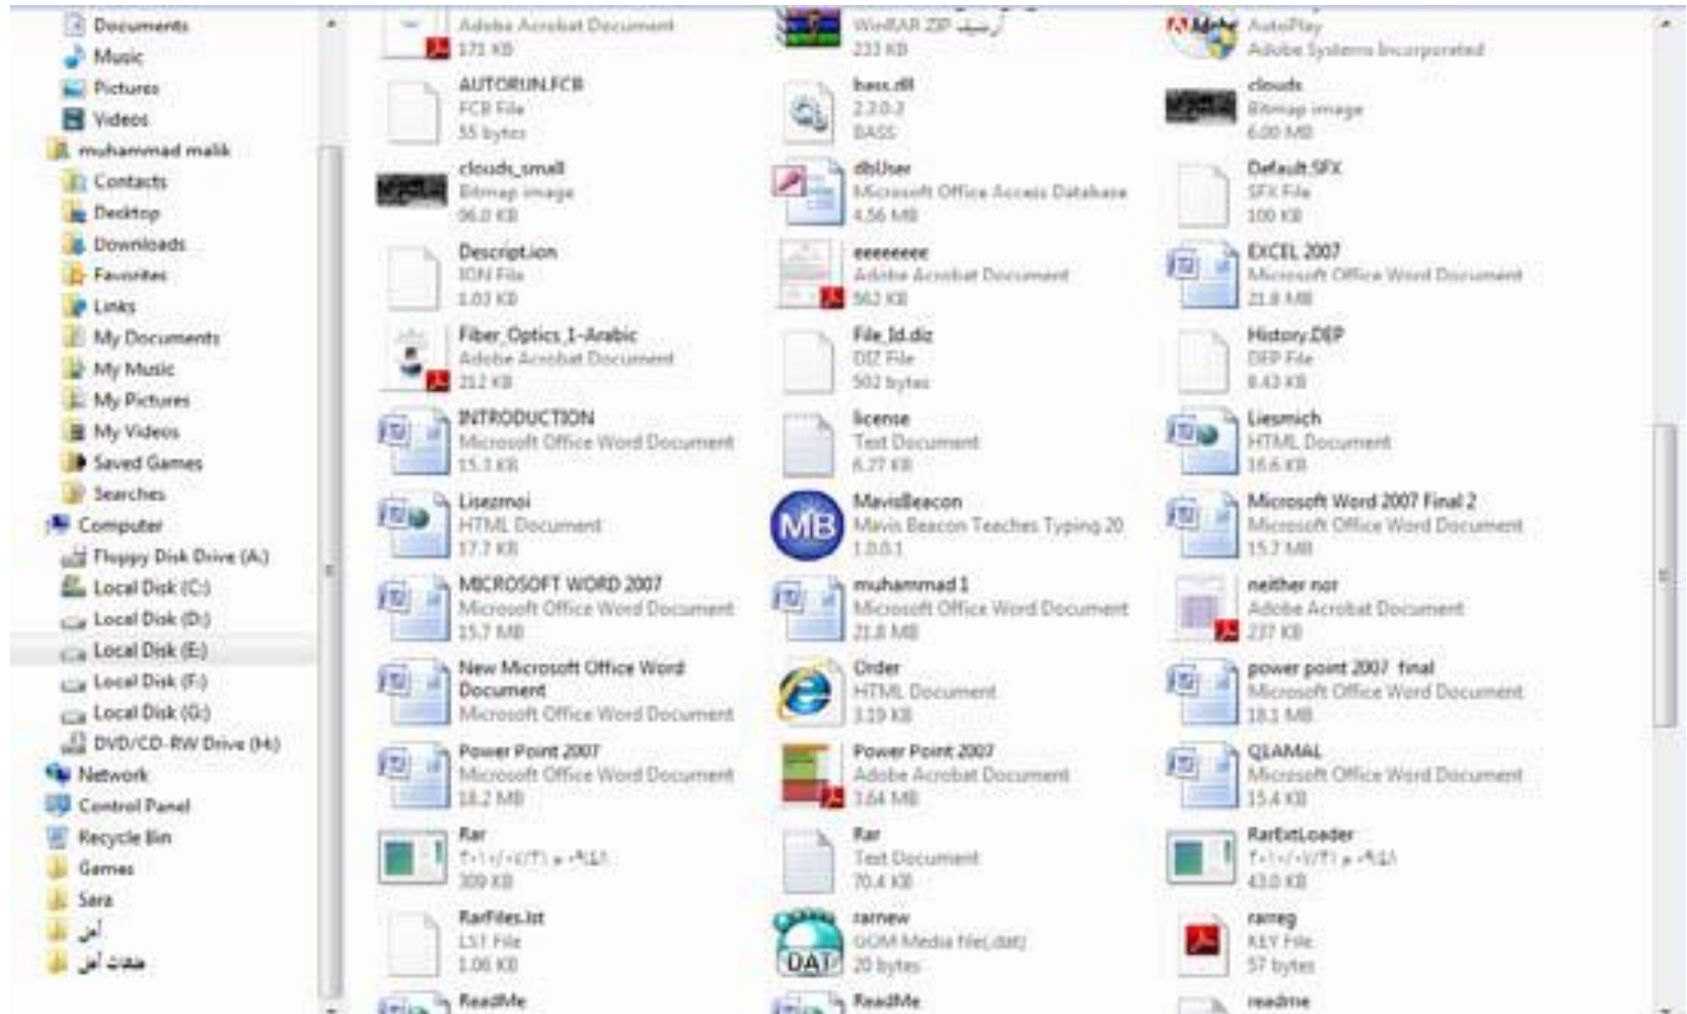 Documents
Music
Pictures
Videos
muhammad malik
Contacts
Desktop
Downloads
Favorites
Links
My Documents
My Music
My Pictures
My Videos
Saved Games
Searches
Computer
Floppy Disk Drive (A:)
Local Disk (C:)
Local Disk (D:)
Local Disk (E:)
Local Disk (F:)
Local Disk (G:)
DVD/CD-RW Drive (H:)
Network
Control Panel
Recycle Bin
Games
Sara
أمل
ملفات أمل
Adobe Acrobat Document
171 KB
WinRAR ZIP أرشيف
233 KB
AutoPlay
Adobe Systems Incorporated
AUTORUN.FCB
FCB File
55 bytes
bass.dll
2.3.0.3
BASS
clouds
Bitmap image
6.00 MB
clouds_small
Bitmap image
96.0 KB
dbUser
Microsoft Office Access Database
4.56 MB
Default.SFX
SFX File
100 KB
Descript.ion
ION File
1.03 KB
eeeeeeee
Adobe Acrobat Document
562 KB
EXCEL 2007
Microsoft Office Word Document
21.8 MB
Fiber_Optics_1-Arabic
Adobe Acrobat Document
212 KB
File_Id.diz
DIZ File
502 bytes
History.DEP
DEP File
8.43 KB
INTRODUCTION
Microsoft Office Word Document
license
Text Document
6.27 KB
Liesmich
HTML Document
16.6 KB
Lisezmoi
HTML Document
17.7 KB
MB
MavisBeacon
Mavis Beacon Teaches Typing 20
1.0.0.1
Microsoft Word 2007 Final 2
Microsoft Office Word Document
15.7 MB
MICROSOFT WORD 2007
Microsoft Office Word Document
15.7 MB
muhammad 1
Microsoft Office Word Document
21.8 MB
neither nor
Adobe Acrobat Document
237 KB
New Microsoft Office Word
Document
Microsoft Office Word Document
Order
HTML Document
3.19 KB
power point 2007 final
Microsoft Office Word Document
18.1 MB
Power Point 2007
Microsoft Office Word Document
18.2 MB
Power Point 2007
Adobe Acrobat Document
3.64 MB
QLAMAL
Microsoft Office Word Document
15.4 KB
Rar
309 KB
Rar
Text Document
70.4 KB
RarExtLoader
43.0 KB
RarFiles.lst
LST File
1.06 KB
DAT
rarnew
GOM Media file(.dat)
20 bytes
rarreg
KEY File
57 bytes
ReadMe
ReadMe
readme